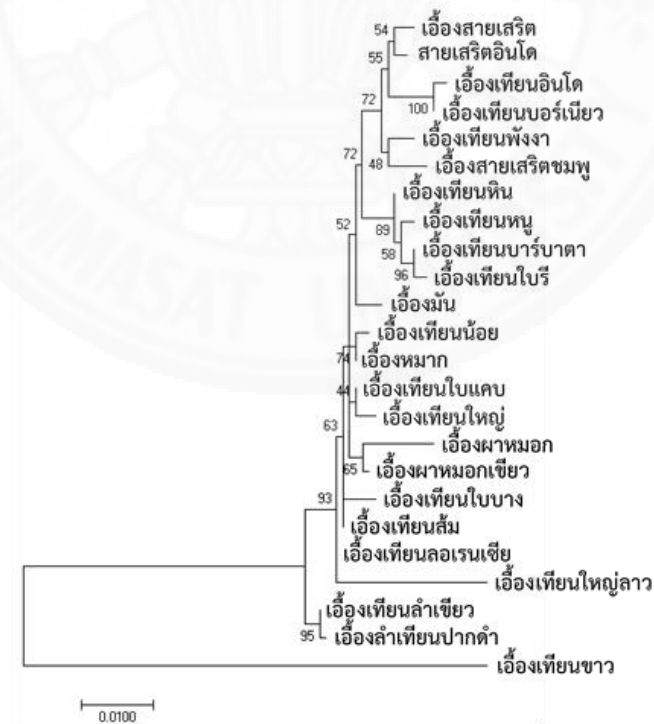 54
เอื้องสายเสริต
55
สายเสริตอินโด
เอื้องเทียนอินโด
72
100
เอื้องเทียนบอร์เนียว
เอื้องเทียนพังงา
72
48
เอื้องสายเสริตชมพู
เอื้องเทียนหิน
52
89
เอื้องเทียนหนู
58
เอื้องเทียนบาร์บาตา
96
เอื้องเทียนใบรี
เอื้องมัน
เอื้องเทียนน้อย
74
เอื้องหมาก
44
เอื้องเทียนใบแคบ
เอื้องเทียนใหญ่
63
เอื้องผาหมอก
65
เอื้องผาหมอกเขียว
93
เอื้องเทียนใบบาง
เอื้องเทียนส้ม
เอื้องเทียนลอเรนเซีย
เอื้องเทียนใหญ่ลาว
เอื้องเทียนลำเขียว
95
เอื้องลำเทียนปากดำ
เอื้องเทียนขาว
0.0100